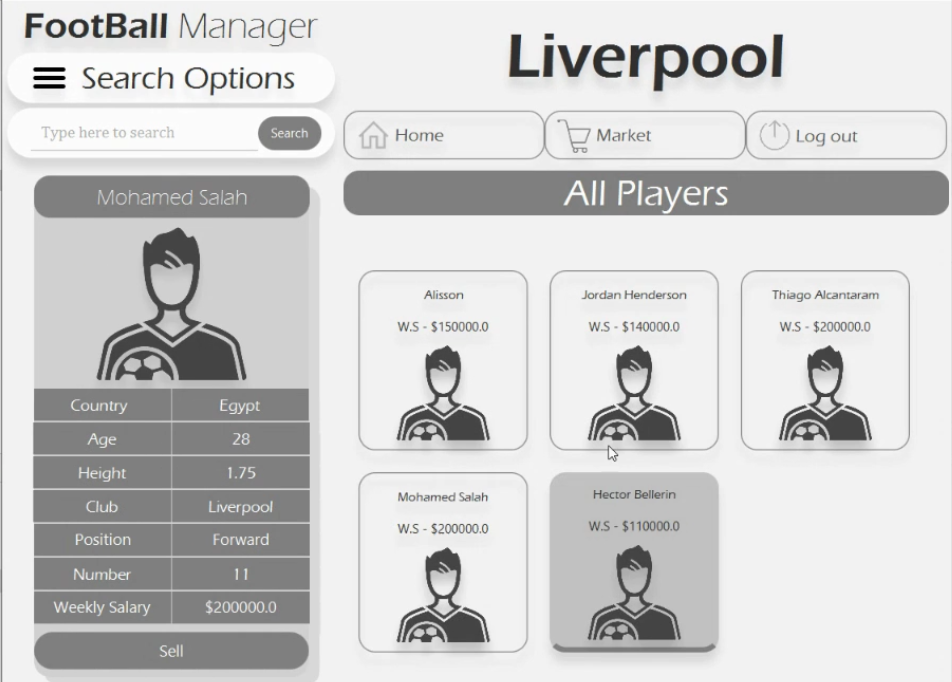 FootBall Manager
Search Options
Type here to search
Search
Mohamed Salah
Country Egypt
Age 28
Height 1.75
Club Liverpool
Position Forward
Number 11
Weekly Salary $200000.0
Sell
Liverpool
Home Market Log out
All Players
Alisson
W.S - $150000.0
Jordan Henderson
W.S - $140000.0
Thiago Alcantaram
W.S - $200000.0
Mohamed Salah
W.S - $200000.0
Hector Bellerin
W.S - $110000.0